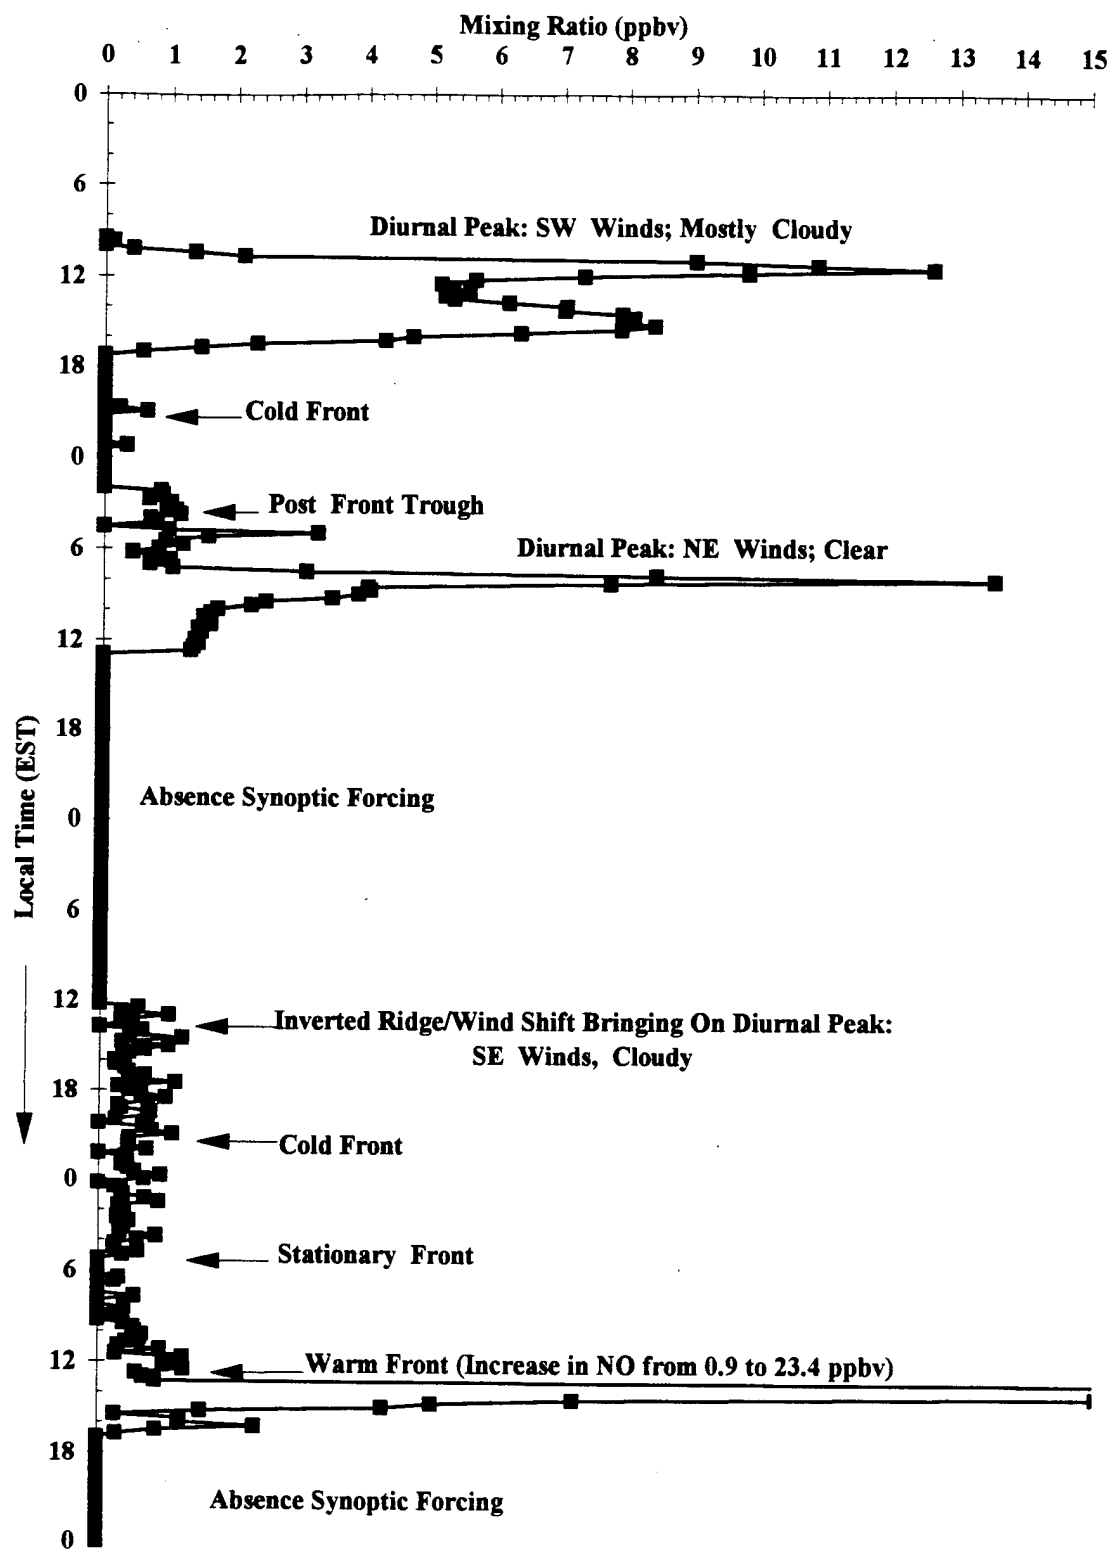 Mixing Ratio (ppbv)
0 1 2 3 4 5 6 7 8 9 10 11 12 13 14 15
0
6
Diurnal Peak: SW Winds; Mostly Cloudy
12
18
Cold Front
0
Post Front Trough
6
Diurnal Peak: NE Winds; Clear
12
18
Local Time (EST)
Absence Synoptic Forcing
0
6
12
Inverted Ridge/Wind Shift Bringing On Diurnal Peak:
SE Winds, Cloudy
18
Cold Front
0
Stationary Front
6
12
Warm Front (Increase in NO from 0.9 to 23.4 ppbv)
18
Absence Synoptic Forcing
0